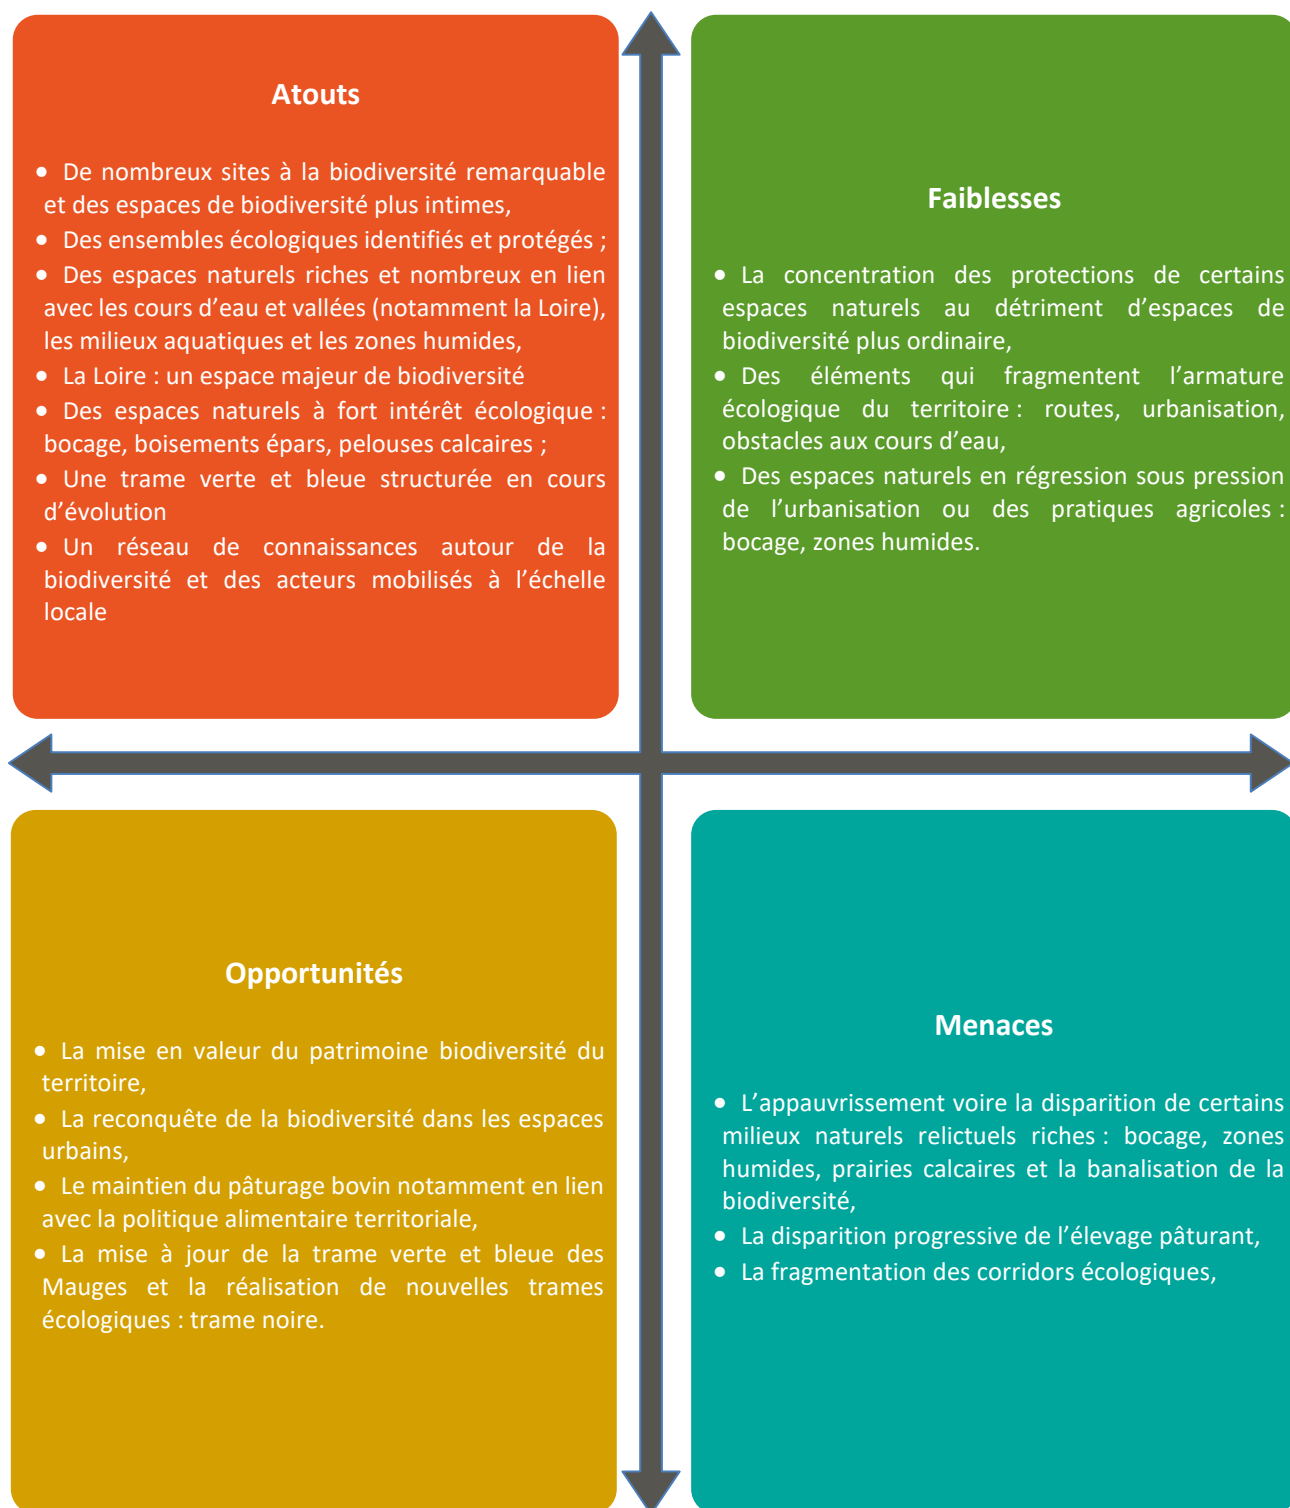 Atouts
• De nombreux sites à la biodiversité remarquable
et des espaces de biodiversité plus intimes,
• Des ensembles écologiques identifiés et protégés ;
• Des espaces naturels riches et nombreux en lien
avec les cours d’eau et vallées (notamment la Loire),
les milieux aquatiques et les zones humides,
• La Loire : un espace majeur de biodiversité
• Des espaces naturels à fort intérêt écologique :
bocage, boisements épars, pelouses calcaires ;
• Une trame verte et bleue structurée en cours
d’évolution
• Un réseau de connaissances autour de la
biodiversité et des acteurs mobilisés à l’échelle
locale
Faiblesses
• La concentration des protections de certains
espaces naturels au détriment d’espaces de
biodiversité plus ordinaire,
• Des éléments qui fragmentent l’armature
écologique du territoire : routes, urbanisation,
obstacles aux cours d’eau,
• Des espaces naturels en régression sous pression
de l’urbanisation ou des pratiques agricoles :
bocage, zones humides.
Opportunités
• La mise en valeur du patrimoine biodiversité du
territoire,
• La reconquête de la biodiversité dans les espaces
urbains,
• Le maintien du pâturage bovin notamment en lien
avec la politique alimentaire territoriale,
• La mise à jour de la trame verte et bleue des
Mauges et la réalisation de nouvelles trames
écologiques : trame noire.
Menaces
• L’appauvrissement voire la disparition de certains
milieux naturels relictuels riches : bocage, zones
humides, prairies calcaires et la banalisation de la
biodiversité,
• La disparition progressive de l’élevage pâturant,
• La fragmentation des corridors écologiques,